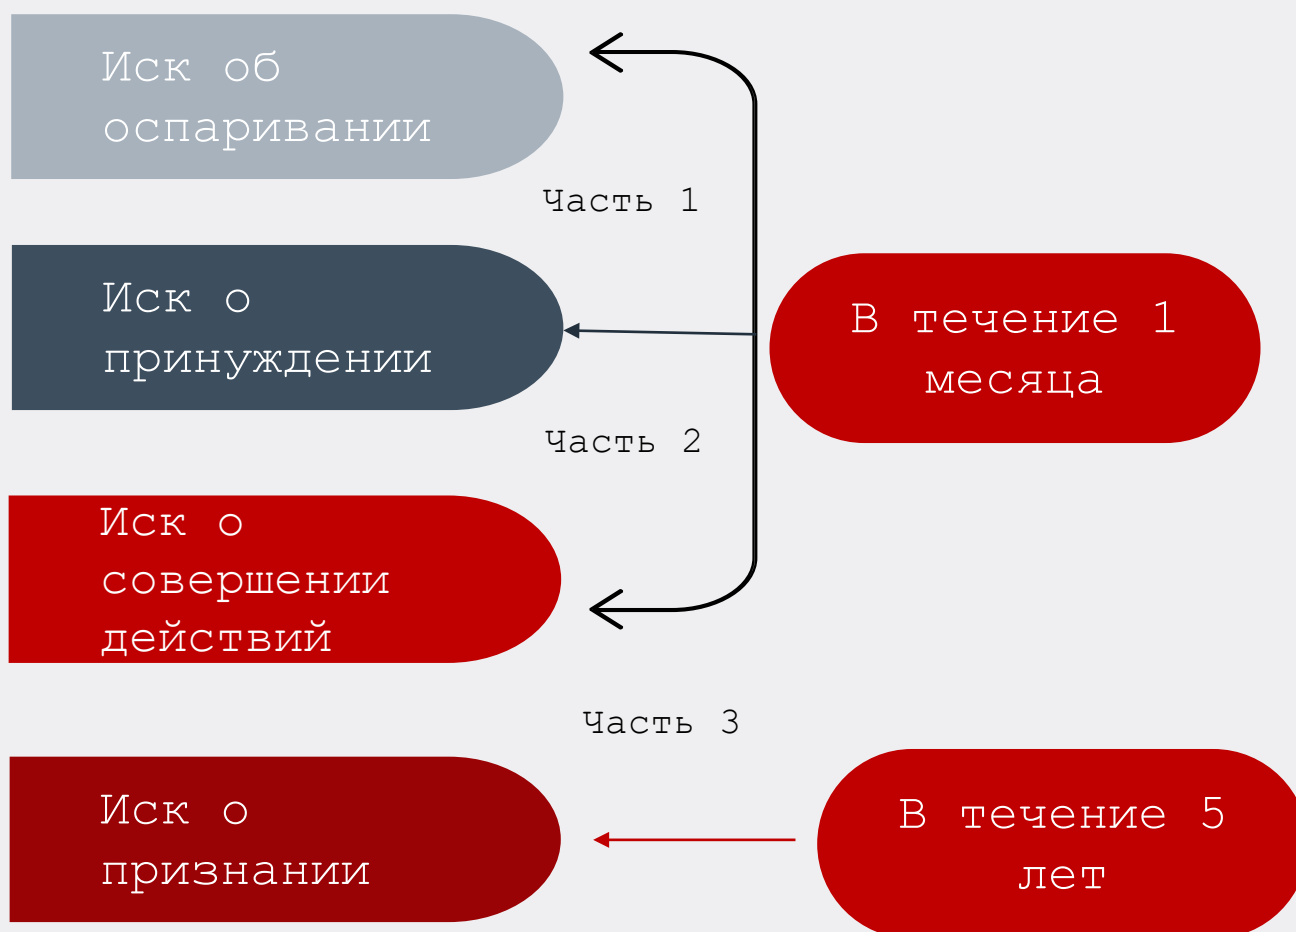 Иск об
оспаривании
Часть 1
Иск о
принуждении
В течение 1
месяца
Часть 2
Иск о
совершении
действий
Часть 3
Иск о
признании
В течение 5
лет